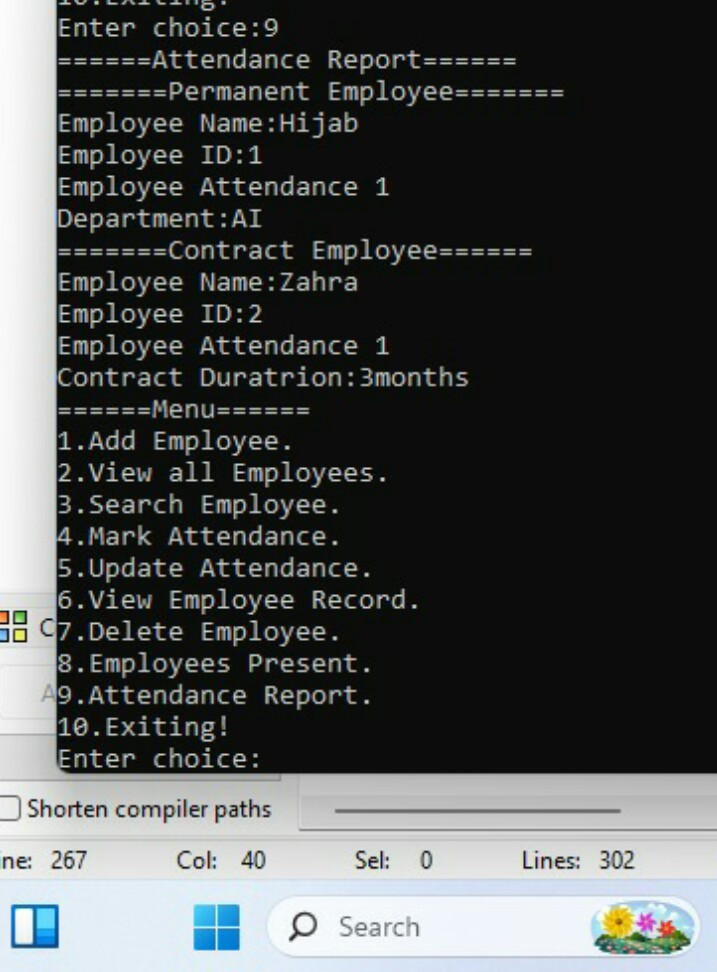 10.Exiting!
Enter choice:9
======Attendance Report======
=======Permanent Employee=======
Employee Name:Hijab
Employee ID:1
Employee Attendance 1
Department:AI
=======Contract Employee======
Employee Name:Zahra
Employee ID:2
Employee Attendance 1
Contract Duratrion:3months
======Menu======
1.Add Employee.
2.View all Employees.
3.Search Employee.
4.Mark Attendance.
5.Update Attendance.
6.View Employee Record.
7.Delete Employee.
8.Employees Present.
9.Attendance Report.
10.Exiting!
Enter choice:
Shorten compiler paths
ine: 267 Col: 40 Sel: 0 Lines: 302
Search